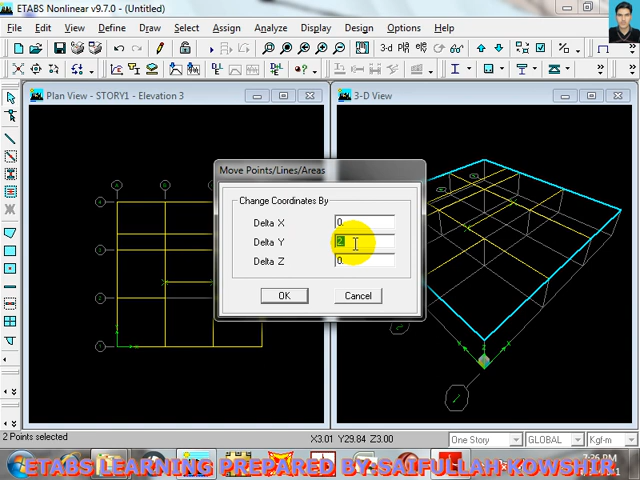 ETABS Nonlinear v9.7.0 - (Untitled)
File Edit View Define Draw Select Assign Analyze Display Design Options Help
3-d
Plan View - STORY1 - Elevation 3
3-D View
Move Points/Lines/Areas
Change Coordinates By
Delta X 0.
Delta Y 2
Delta Z 0.
OK Cancel
2 Points selected
X3.01 Y29.84 Z3.00
One Story GLOBAL Kgf-m
ETABS LEARNING PREPARED BY SAIFULLAH KOWSHIR